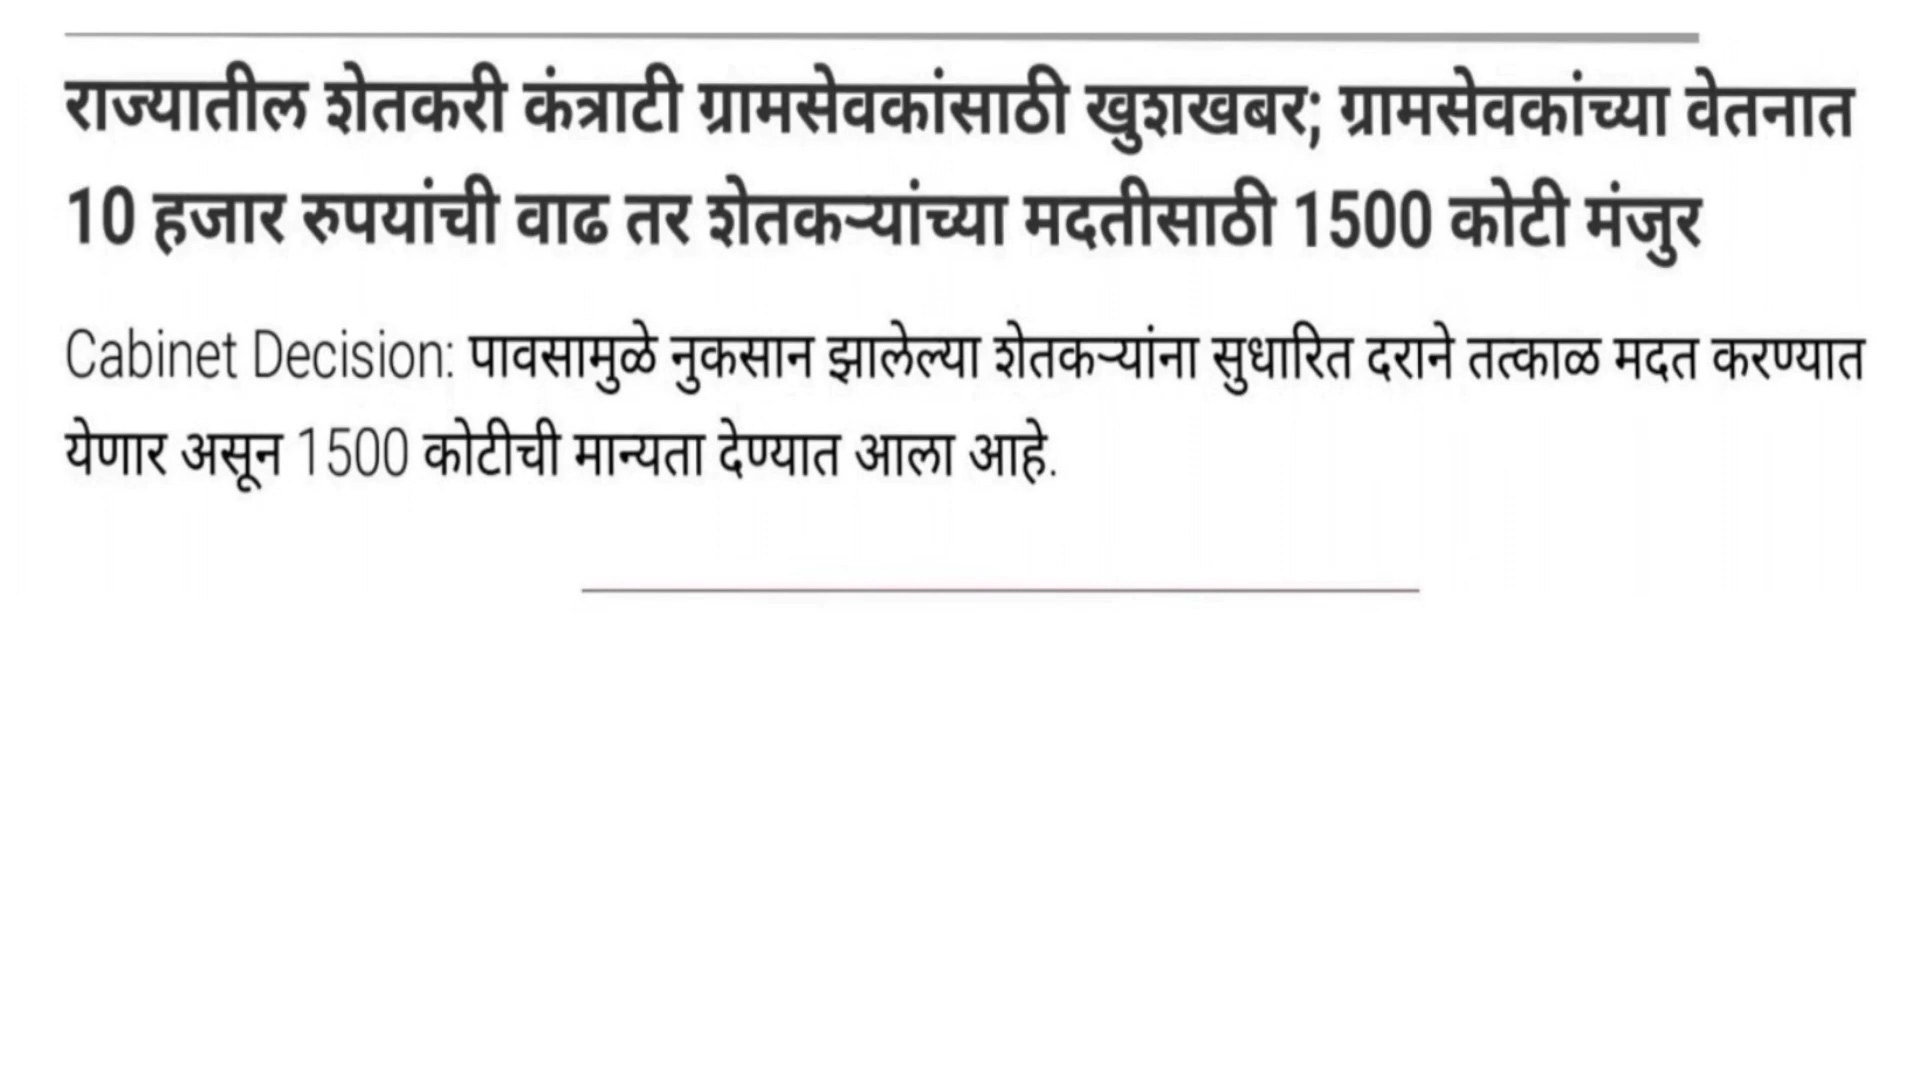 राज्यातील शेतकरी कंत्राटी ग्रामसेवकांसाठी खुशखबर; ग्रामसेवकांच्या वेतनात
10 हजार रुपयांची वाढ तर शेतकऱ्यांच्या मदतीसाठी 1500 कोटी मंजुर
Cabinet Decision: पावसामुळे नुकसान झालेल्या शेतकऱ्यांना सुधारित दराने तत्काळ मदत करण्यात
येणार असून 1500 कोटीची मान्यता देण्यात आला आहे.